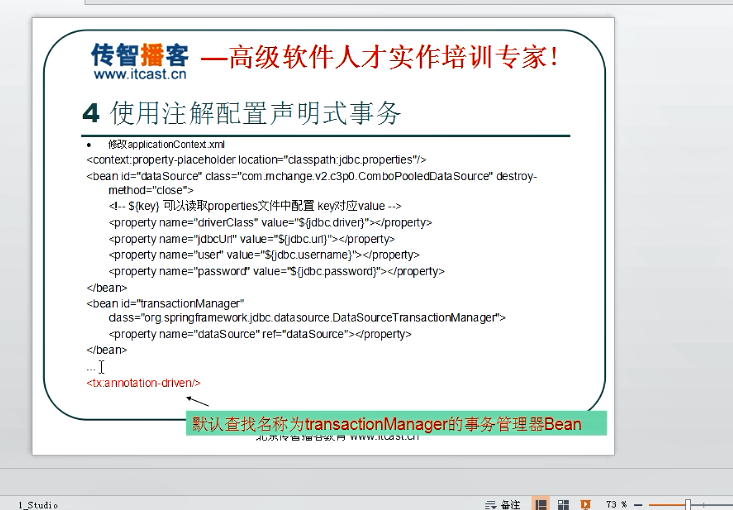 传智播客 —高级软件人才实作培训专家!
www.itcast.cn
4 使用注解配置声明式事务
• 修改applicationContext.xml
<context:property-placeholder location="classpath:jdbc.properties"/>
<bean id="dataSource" class="com.mchange.v2.c3p0.ComboPooledDataSource" destroy-
method="close">
<!-- ${key} 可以读取properties文件中配置 key对应value -->
<property name="driverClass" value="${jdbc.driver}"></property>
<property name="jdbcUrl" value="${jdbc.url}"></property>
<property name="user" value="${jdbc.username}"></property>
<property name="password" value="${jdbc.password}"></property>
</bean>
<bean id="transactionManager"
class="org.springframework.jdbc.datasource.DataSourceTransactionManager">
<property name="dataSource" ref="dataSource"></property>
</bean>
...
<tx:annotation-driven/>
默认查找名称为transactionManager的事务管理器Bean
北京传智播客教育 www.itcast.cn
1_Studio 备注 73 %